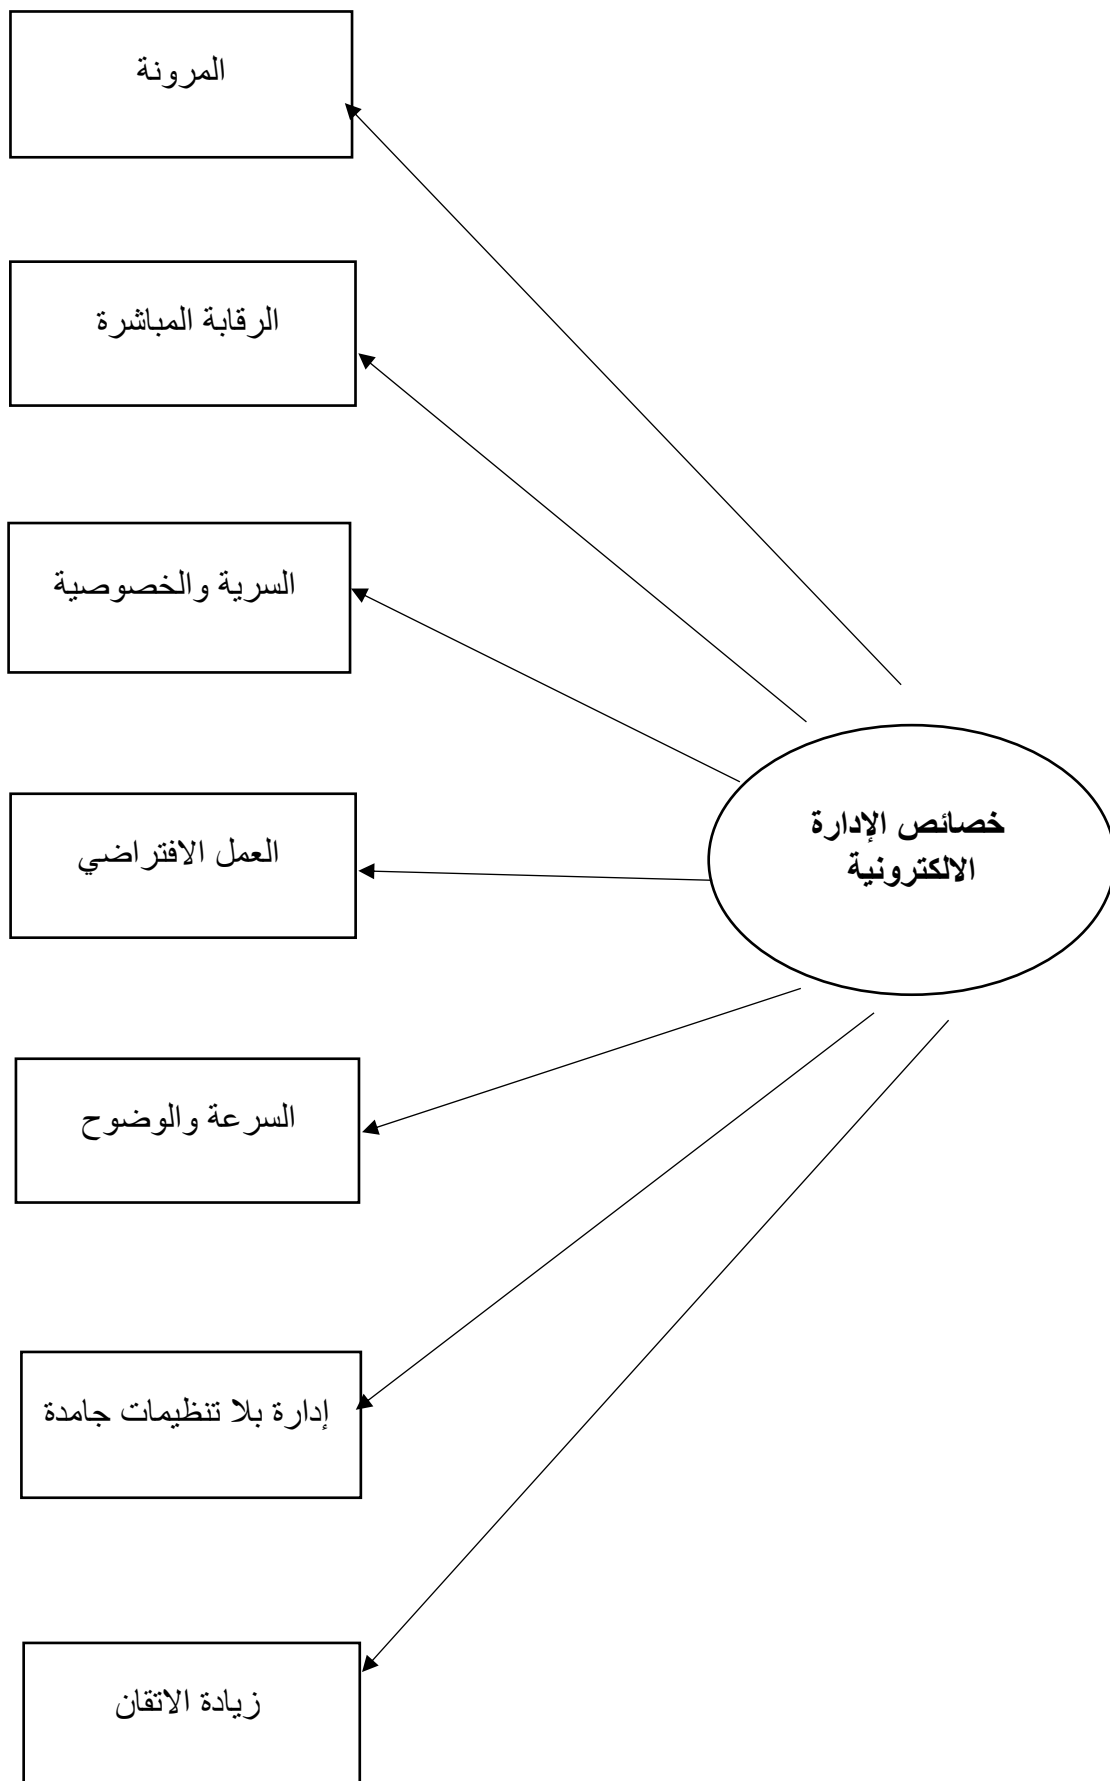 المرونة
الرقابة المباشرة
السرية والخصوصية
خصائص الإدارة
الالكترونية
العمل الافتراضي
السرعة والوضوح
إدارة بلا تنظيمات جامدة
زيادة الاتقان